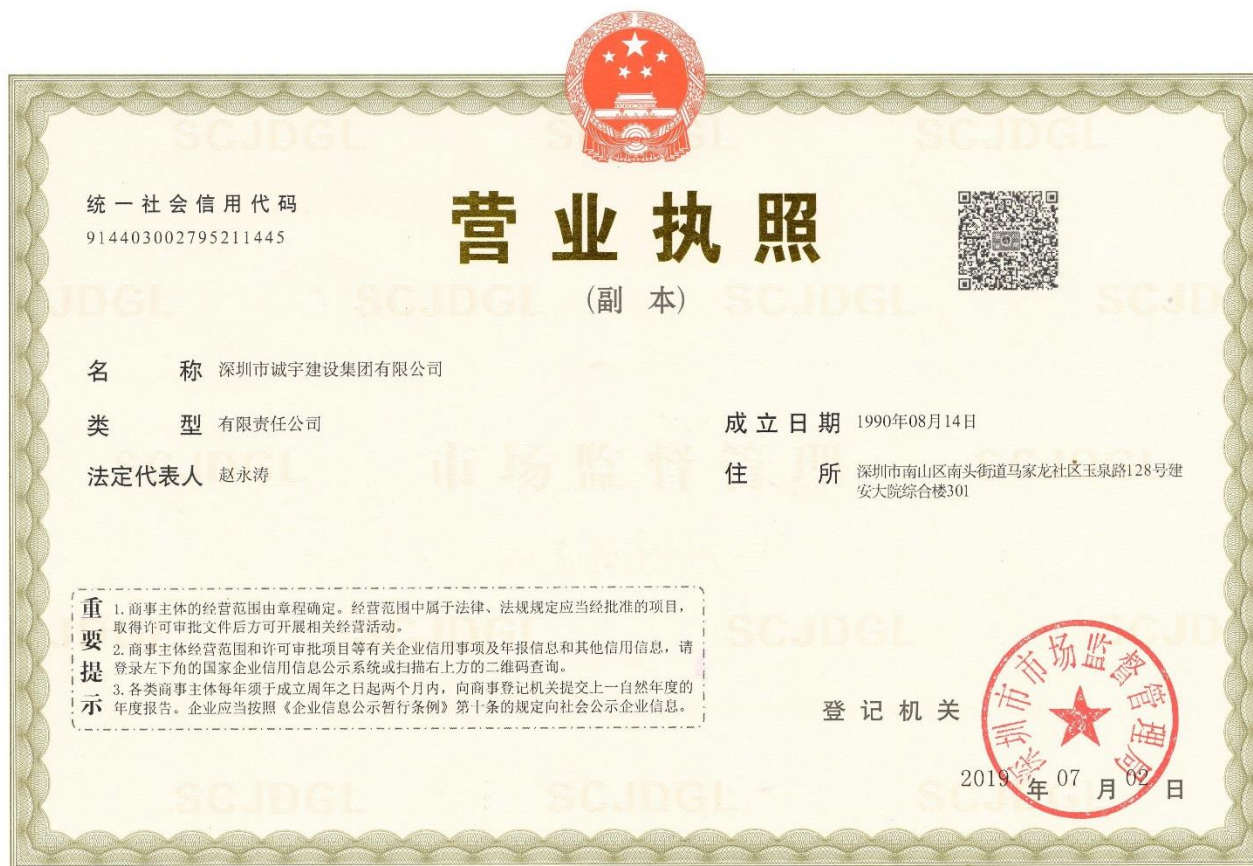 统一社会信用代码
914403002795211445
营业执照
(副 本)
名 称 深圳市诚宇建设集团有限公司
类 型 有限责任公司
法定代表人 赵永涛
成立日期 1990年08月14日
住 所 深圳市南山区南头街道马家龙社区玉泉路128号建
安大院综合楼301
重要提示
1. 商事主体的经营范围由章程确定。经营范围中属于法律、法规规定应当经批准的项目，
取得许可审批文件后方可开展相关经营活动。
2. 商事主体经营范围和许可审批项目等有关企业信用事项及年报信息和其他信用信息，请
登录左下角的国家企业信用信息公示系统或扫描右上方的二维码查询。
3. 各类商事主体每年须于成立周年之日起两个月内，向商事登记机关提交上一自然年度的
年度报告。企业应当按照《企业信息公示暂行条例》第十条的规定向社会公示企业信息。
登记机关
深圳市市场监督管理局
2019 年 07 月 02 日
SCJDGL
市场监督管理